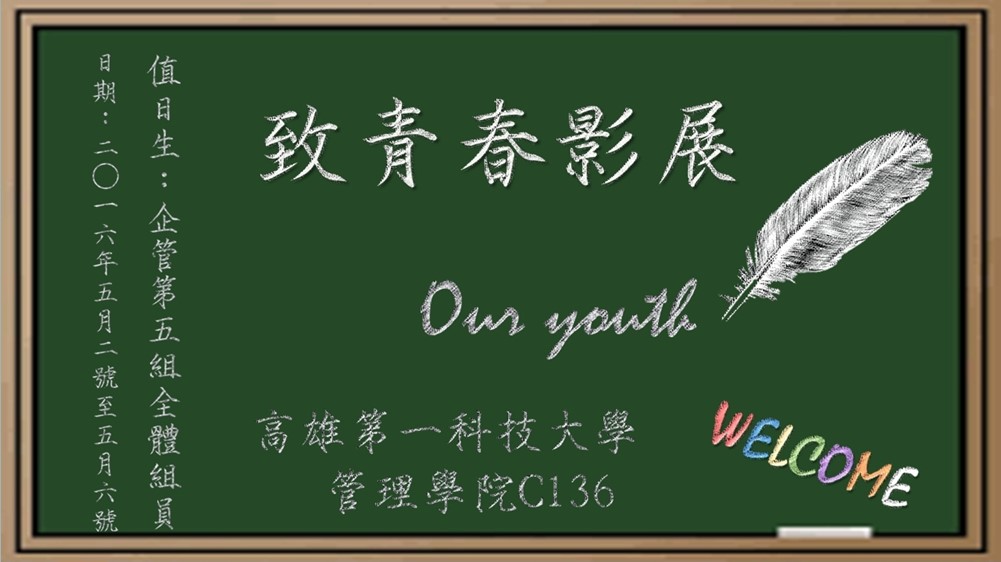 致青春影展
Our youth
高雄第一科技大學
管理學院C136
WELCOME
值日生：企管第五組全體組員
日期：二〇一六年五月二號至五月六號